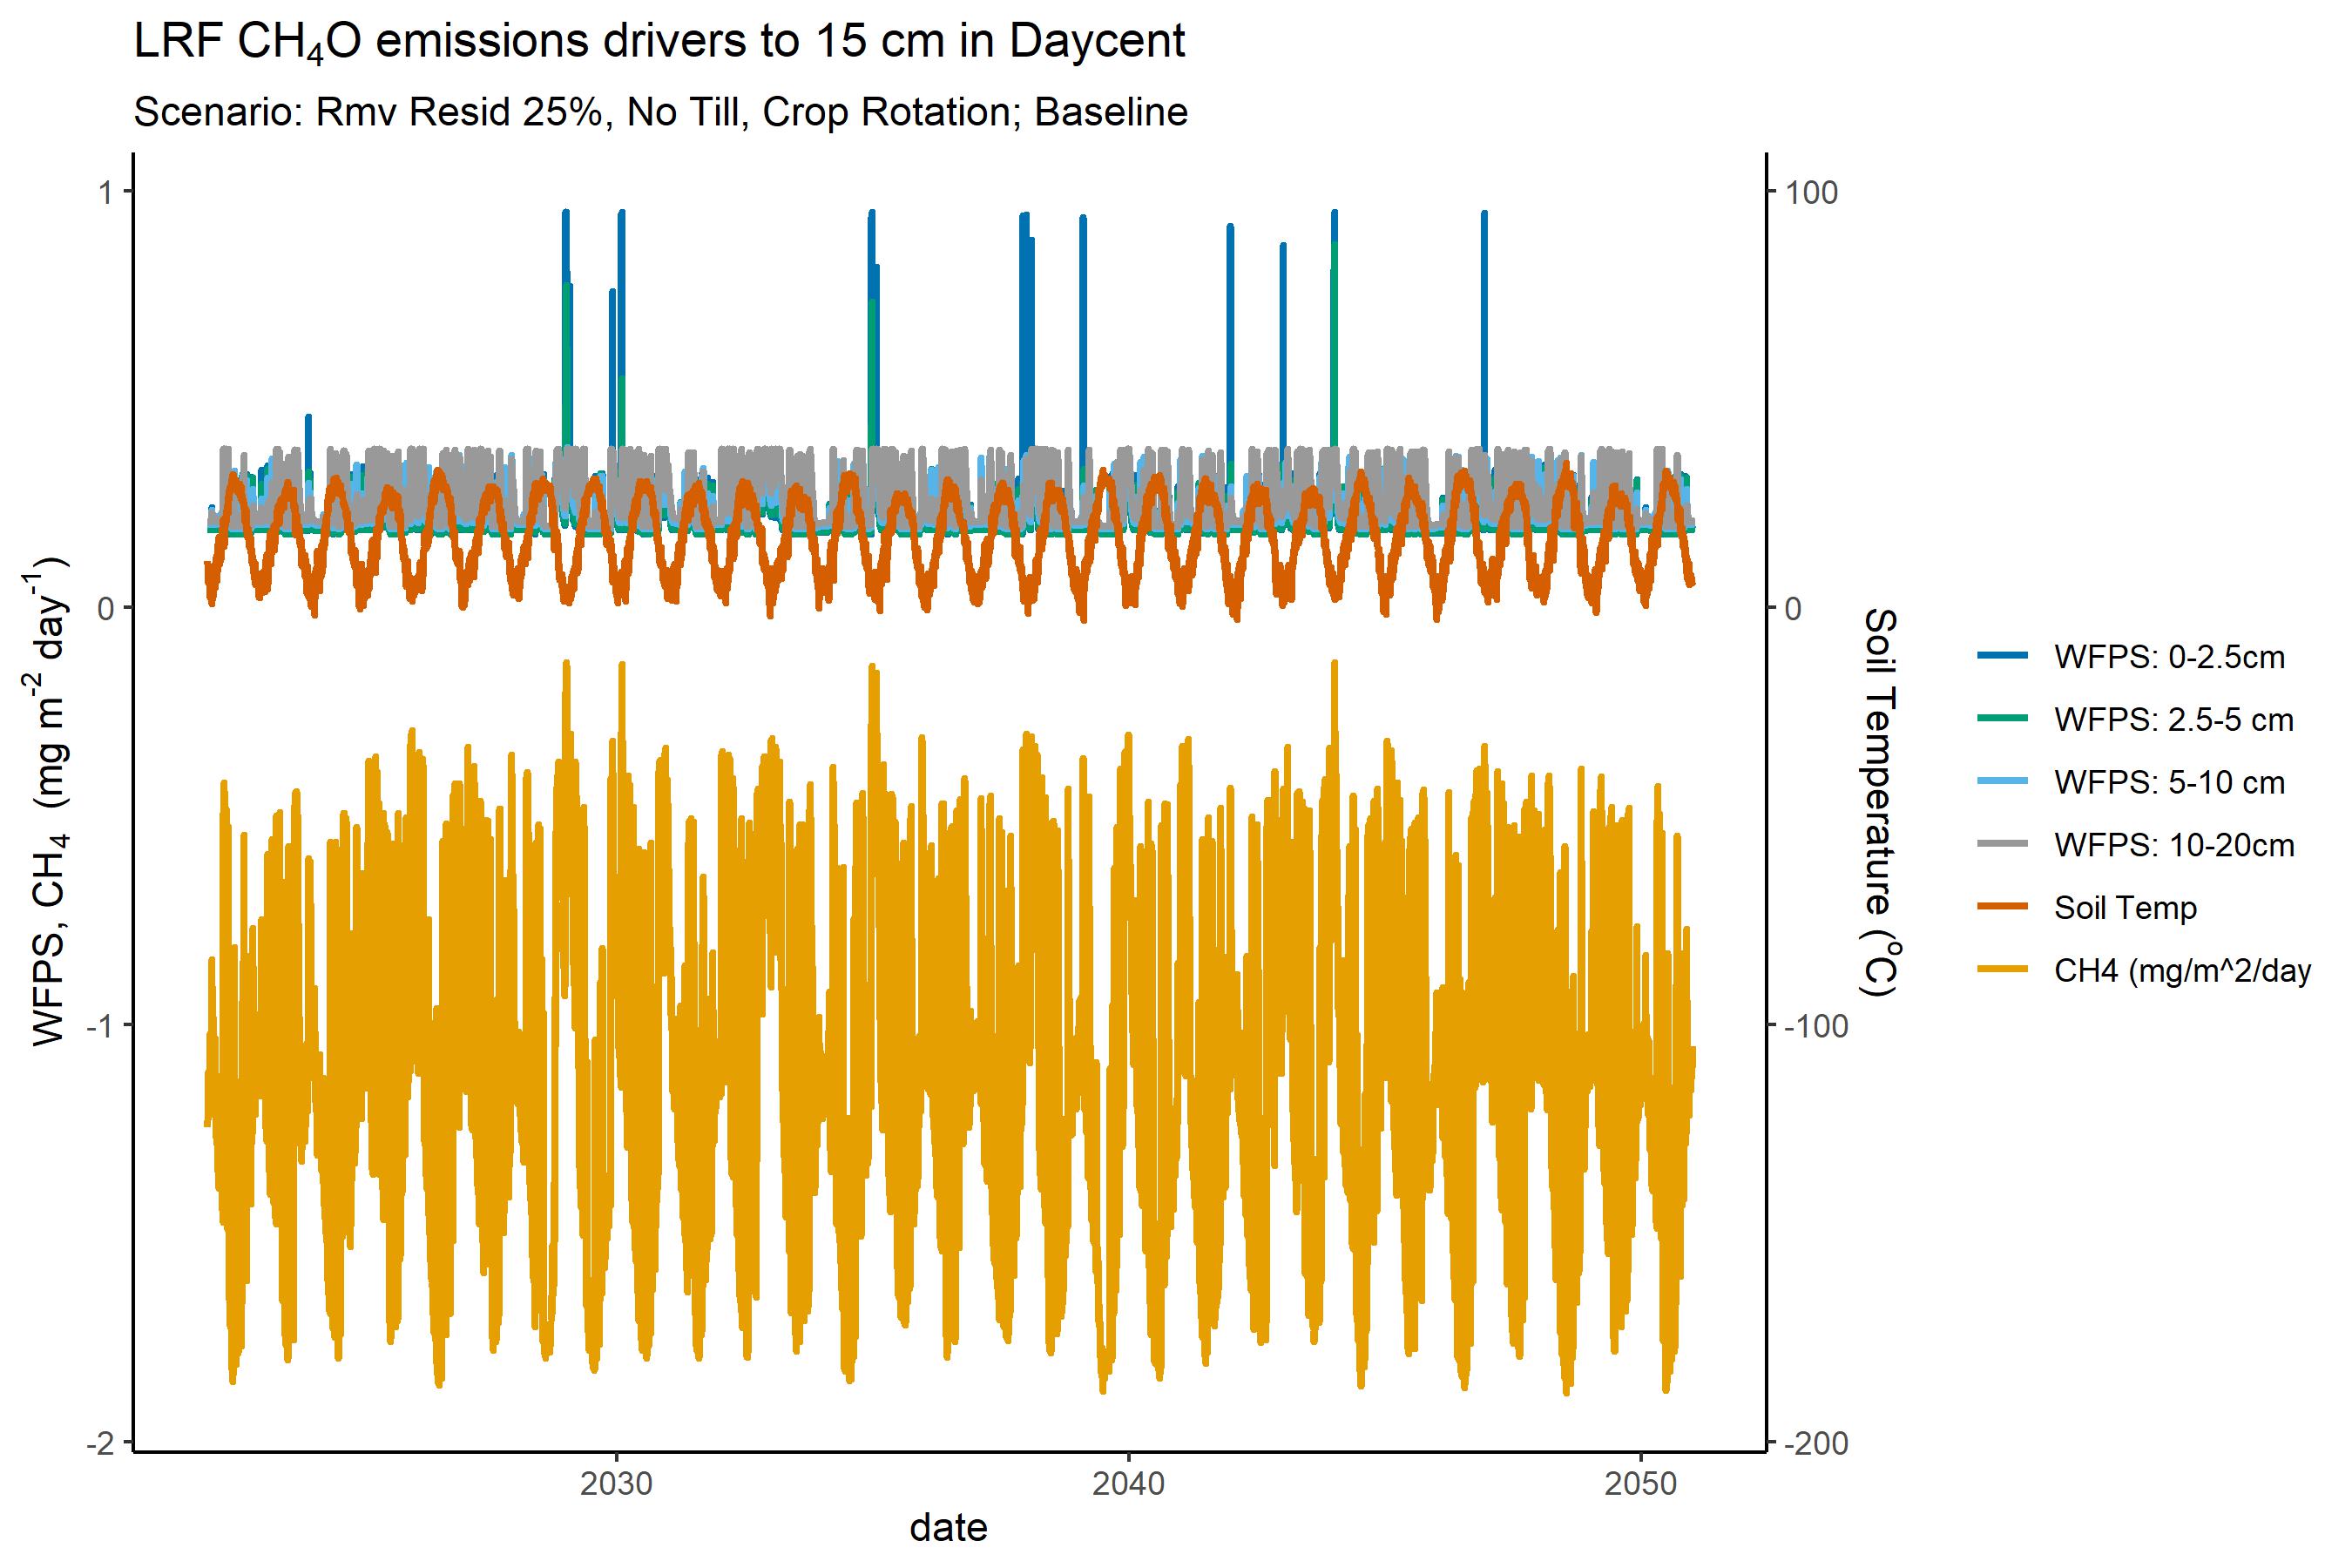 LRF CH₄O emissions drivers to 15 cm in Daycent
Scenario: Rmv Resid 25%, No Till, Crop Rotation; Baseline
WFPS, CH₄ (mg m⁻² day⁻¹)
1
0
-1
-2
100
0
-100
-200
Soil Temperature (°C)
2030
2040
2050
date
WFPS: 0-2.5cm
WFPS: 2.5-5 cm
WFPS: 5-10 cm
WFPS: 10-20cm
Soil Temp
CH4 (mg/m^2/day